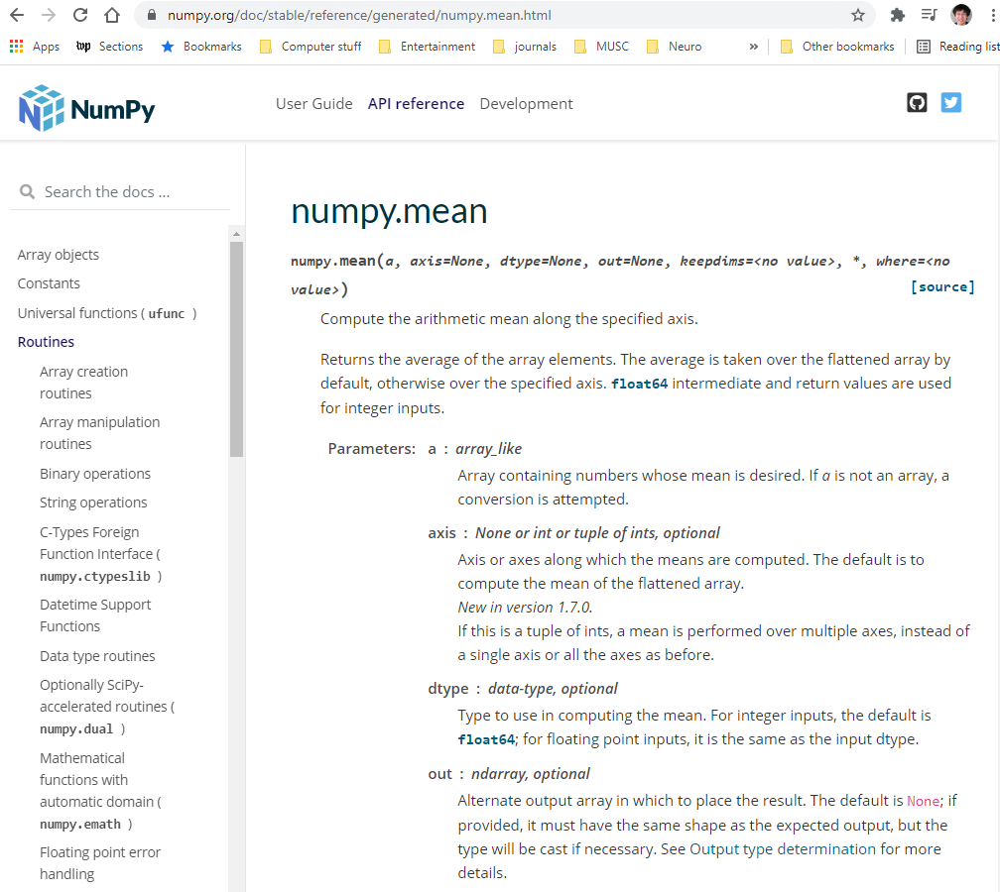 numpy.org/doc/stable/reference/generated/numpy.mean.html
Apps wp Sections Bookmarks Computer stuff Entertainment journals MUSC Neuro » Other bookmarks Reading list
NumPy
User Guide API reference Development
Search the docs ...
Array objects
Constants
Universal functions ( ufunc )
Routines
Array creation
routines
Array manipulation
routines
Binary operations
String operations
C-Types Foreign
Function Interface (
numpy.ctypeslib )
Datetime Support
Functions
Data type routines
Optionally SciPy-
accelerated routines (
numpy.dual )
Mathematical
functions with
automatic domain (
numpy.emath )
Floating point error
handling
numpy.mean
numpy.mean(a, axis=None, dtype=None, out=None, keepdims=<no value>, *, where=<no
value>) [source]
Compute the arithmetic mean along the specified axis.
Returns the average of the array elements. The average is taken over the flattened array by
default, otherwise over the specified axis. float64 intermediate and return values are used
for integer inputs.
Parameters: a : array_like
Array containing numbers whose mean is desired. If a is not an array, a
conversion is attempted.
axis : None or int or tuple of ints, optional
Axis or axes along which the means are computed. The default is to
compute the mean of the flattened array.
New in version 1.7.0.
If this is a tuple of ints, a mean is performed over multiple axes, instead of
a single axis or all the axes as before.
dtype : data-type, optional
Type to use in computing the mean. For integer inputs, the default is
float64; for floating point inputs, it is the same as the input dtype.
out : ndarray, optional
Alternate output array in which to place the result. The default is None; if
provided, it must have the same shape as the expected output, but the
type will be cast if necessary. See Output type determination for more
details.